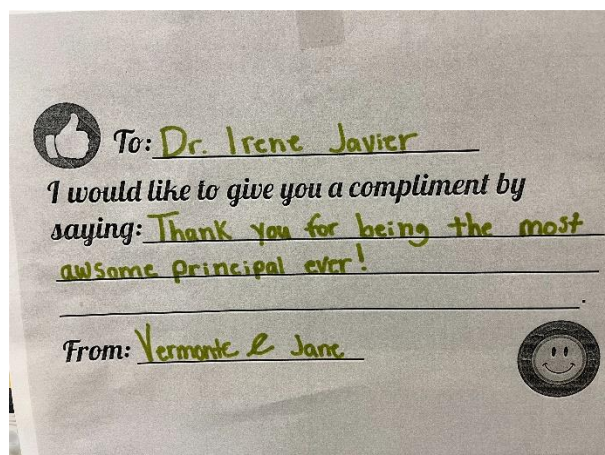 To: Dr. Irene Javier
I would like to give you a compliment by
saying: Thank you for being the most
awsome principal ever!
From: Vermonte & Jane